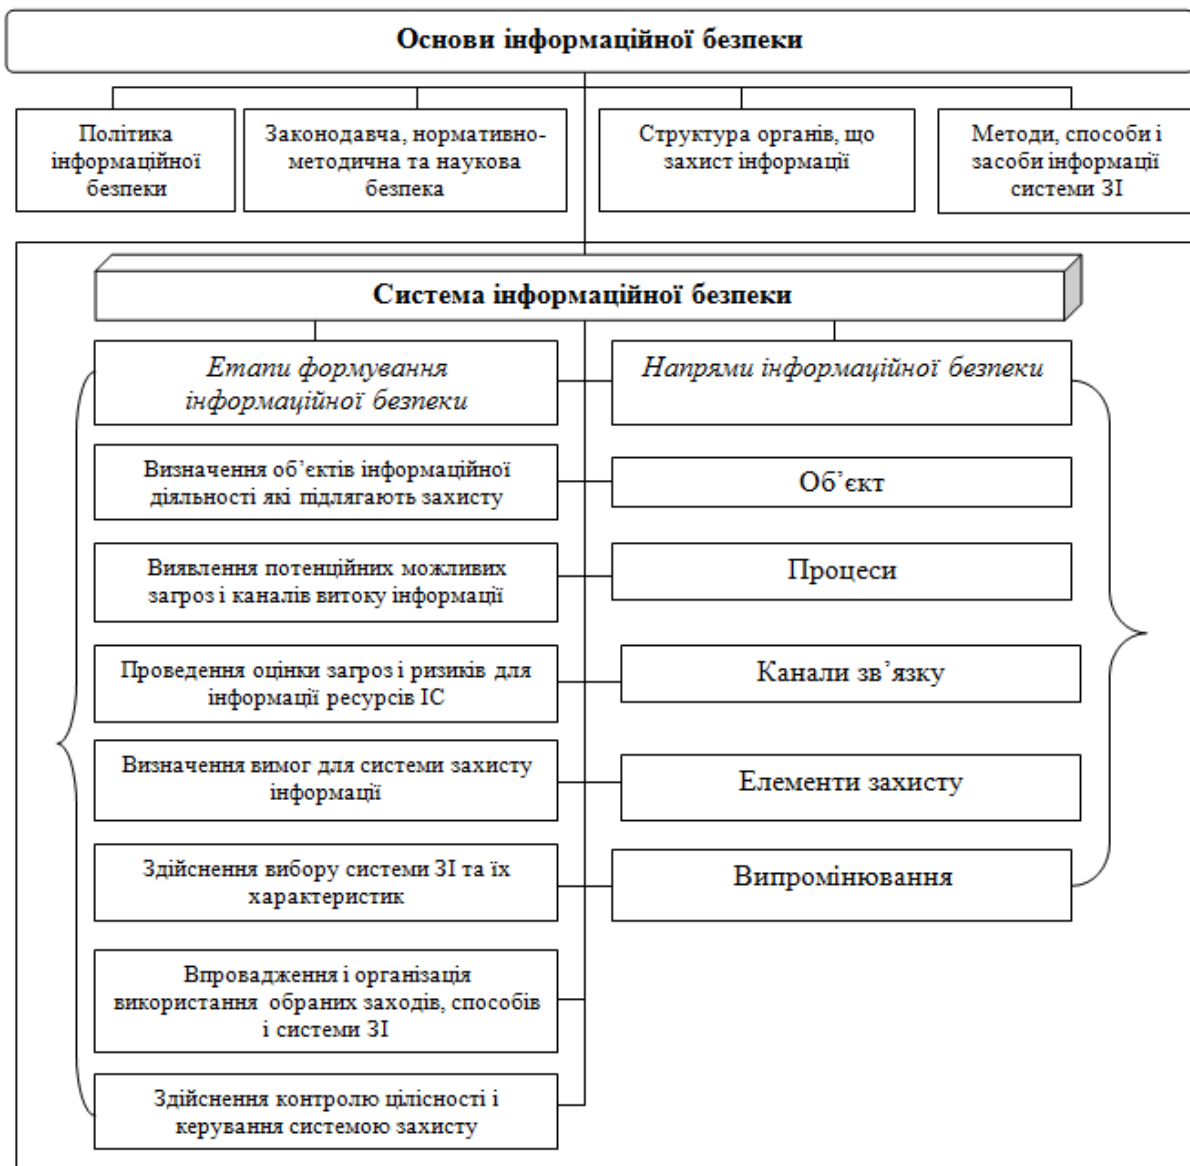 Основи інформаційної безпеки
Політика
інформаційної
безпеки
Законодавча, нормативно-
методична та наукова
безпека
Структура органів, що
захист інформації
Методи, способи і
засоби інформації
системи ЗІ
Система інформаційної безпеки
Етапи формування
інформаційної безпеки
Визначення об’єктів інформаційної
діяльності які підлягають захисту
Виявлення потенційних можливих
загроз і каналів витоку інформації
Проведення оцінки загроз і ризиків для
інформації ресурсів ІС
Визначення вимог для системи захисту
інформації
Здійснення вибору системи ЗІ та їх
характеристик
Впровадження і організація
використання обраних заходів, способів
і системи ЗІ
Здійснення контролю цілісності і
керування системою захисту
Напрями інформаційної безпеки
Об’єкт
Процеси
Канали зв’язку
Елементи захисту
Випромінювання